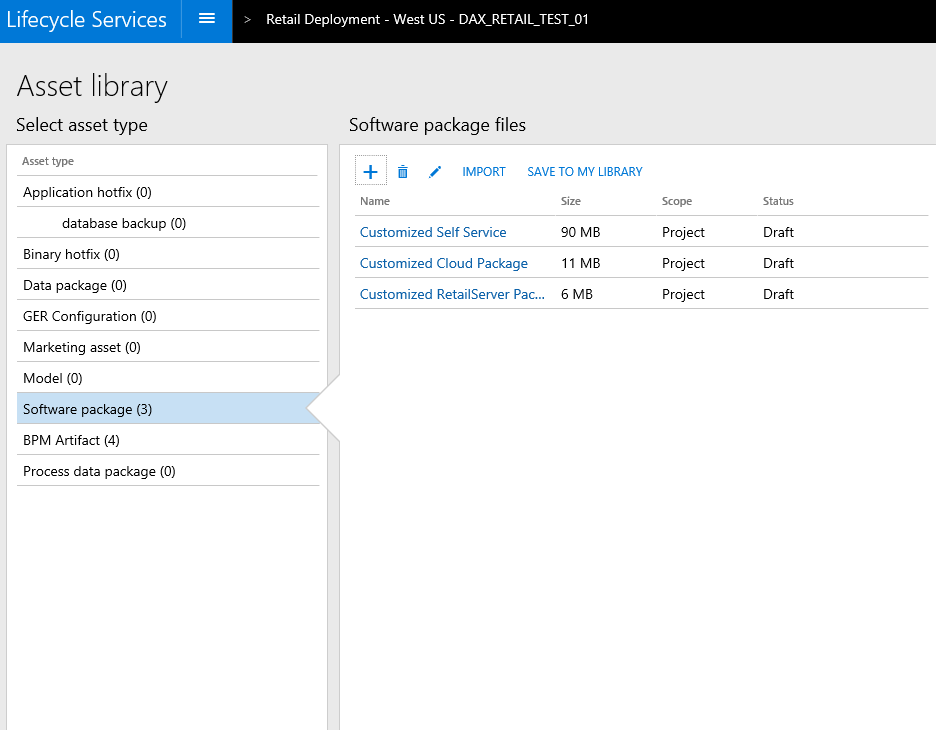 Lifecycle Services > Retail Deployment - West US - DAX_RETAIL_TEST_01
Asset library
Select asset type
Asset type
Application hotfix (0)
database backup (0)
Binary hotfix (0)
Data package (0)
GER Configuration (0)
Marketing asset (0)
Model (0)
Software package (3)
BPM Artifact (4)
Process data package (0)
Software package files
IMPORT SAVE TO MY LIBRARY
Name Size Scope Status
Customized Self Service 90 MB Project Draft
Customized Cloud Package 11 MB Project Draft
Customized RetailServer Pac... 6 MB Project Draft